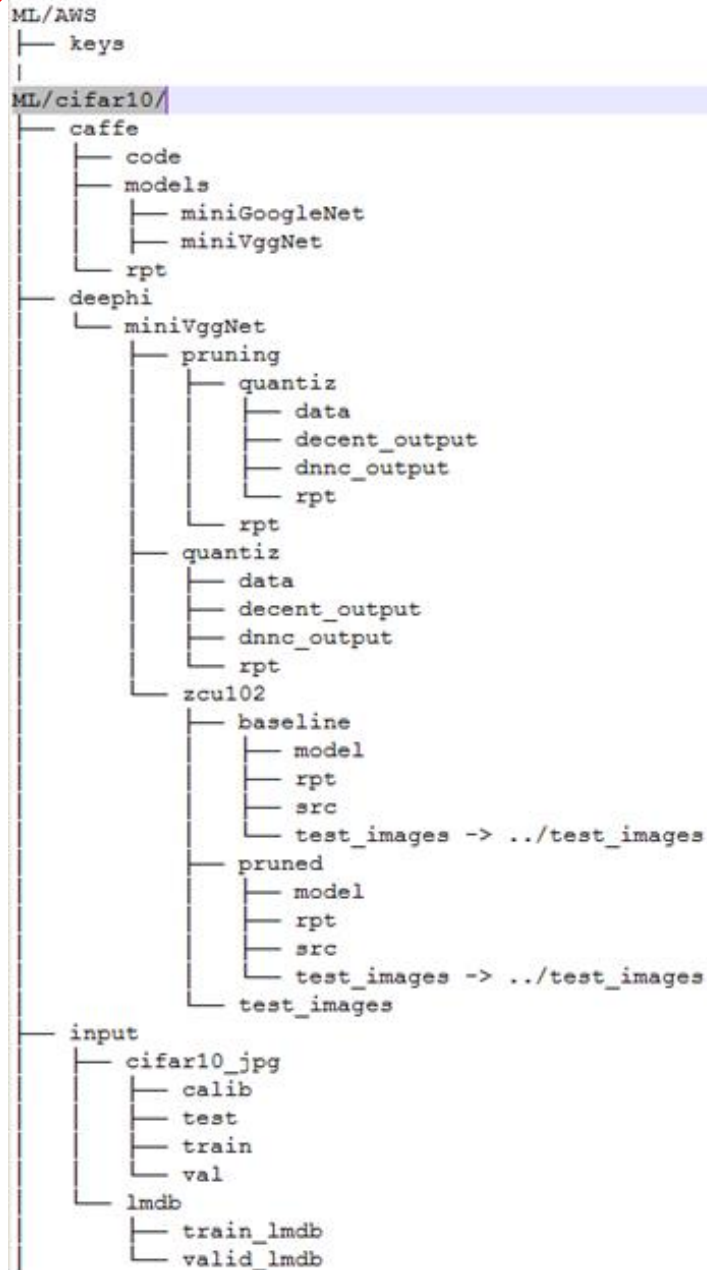 ML/AWS
├── keys
|
ML/cifar10/
├── caffe
│   ├── code
│   ├── models
│   │   ├── miniGoogleNet
│   │   ├── miniVggNet
│   └── rpt
├── deephi
│   └── miniVggNet
│       ├── pruning
│       │   ├── quantiz
│       │   │   ├── data
│       │   │   ├── decent_output
│       │   │   ├── dnnc_output
│       │   │   └── rpt
│       │   └── rpt
│       ├── quantiz
│       │   ├── data
│       │   ├── decent_output
│       │   ├── dnnc_output
│       │   └── rpt
│       └── zcu102
│           ├── baseline
│           │   ├── model
│           │   ├── rpt
│           │   ├── src
│           │   └── test_images -> ../test_images
│           ├── pruned
│           │   ├── model
│           │   ├── rpt
│           │   ├── src
│           │   └── test_images -> ../test_images
│           └── test_images
├── input
│   ├── cifar10_jpg
│   │   ├── calib
│   │   ├── test
│   │   ├── train
│   │   └── val
│   └── lmdb
│       ├── train_lmdb
│       └── valid_lmdb